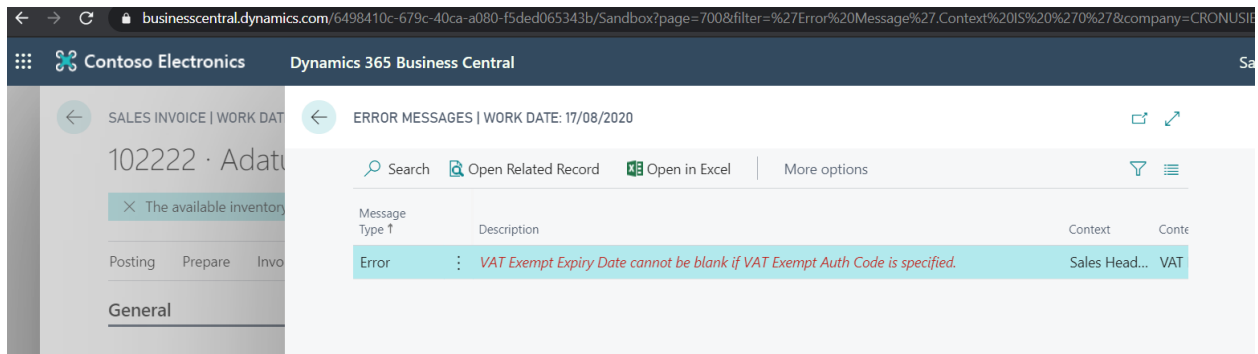 businesscentral.dynamics.com/6498410c-679c-40ca-a080-f5ded065343b/Sandbox?page=700&filter=%27Error%20Message%27.Context%20IS%20%270%27&company=CRONUSIE
Contoso Electronics Dynamics 365 Business Central Sa
SALES INVOICE | WORK DAT ERROR MESSAGES | WORK DATE: 17/08/2020
102222 · Adatu
Search Open Related Record Open in Excel More options
The available inventory
Message
Type ↑ Description Context Conte
Posting Prepare Invo Error VAT Exempt Expiry Date cannot be blank if VAT Exempt Auth Code is specified. Sales Head... VAT
General